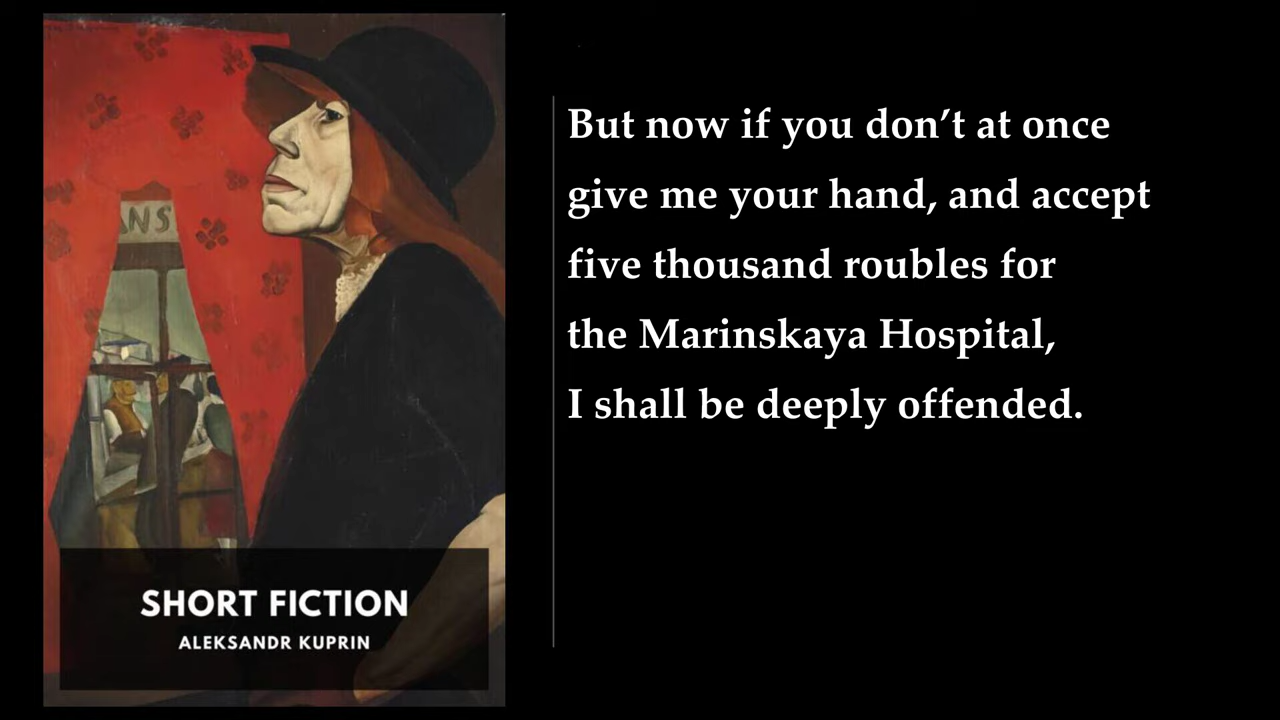 ANS
SHORT FICTION
ALEKSANDR KUPRIN
But now if you don’t at once
give me your hand, and accept
five thousand roubles for
the Marinskaya Hospital,
I shall be deeply offended.